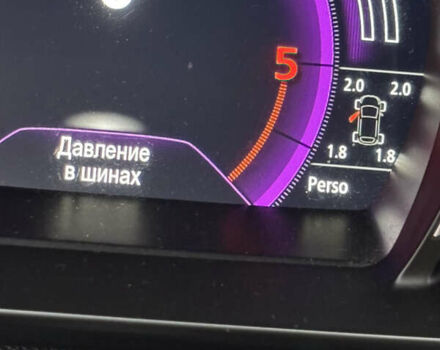 5
2.0 2.0
1.8 1.8
Давление
в шинах
Perso